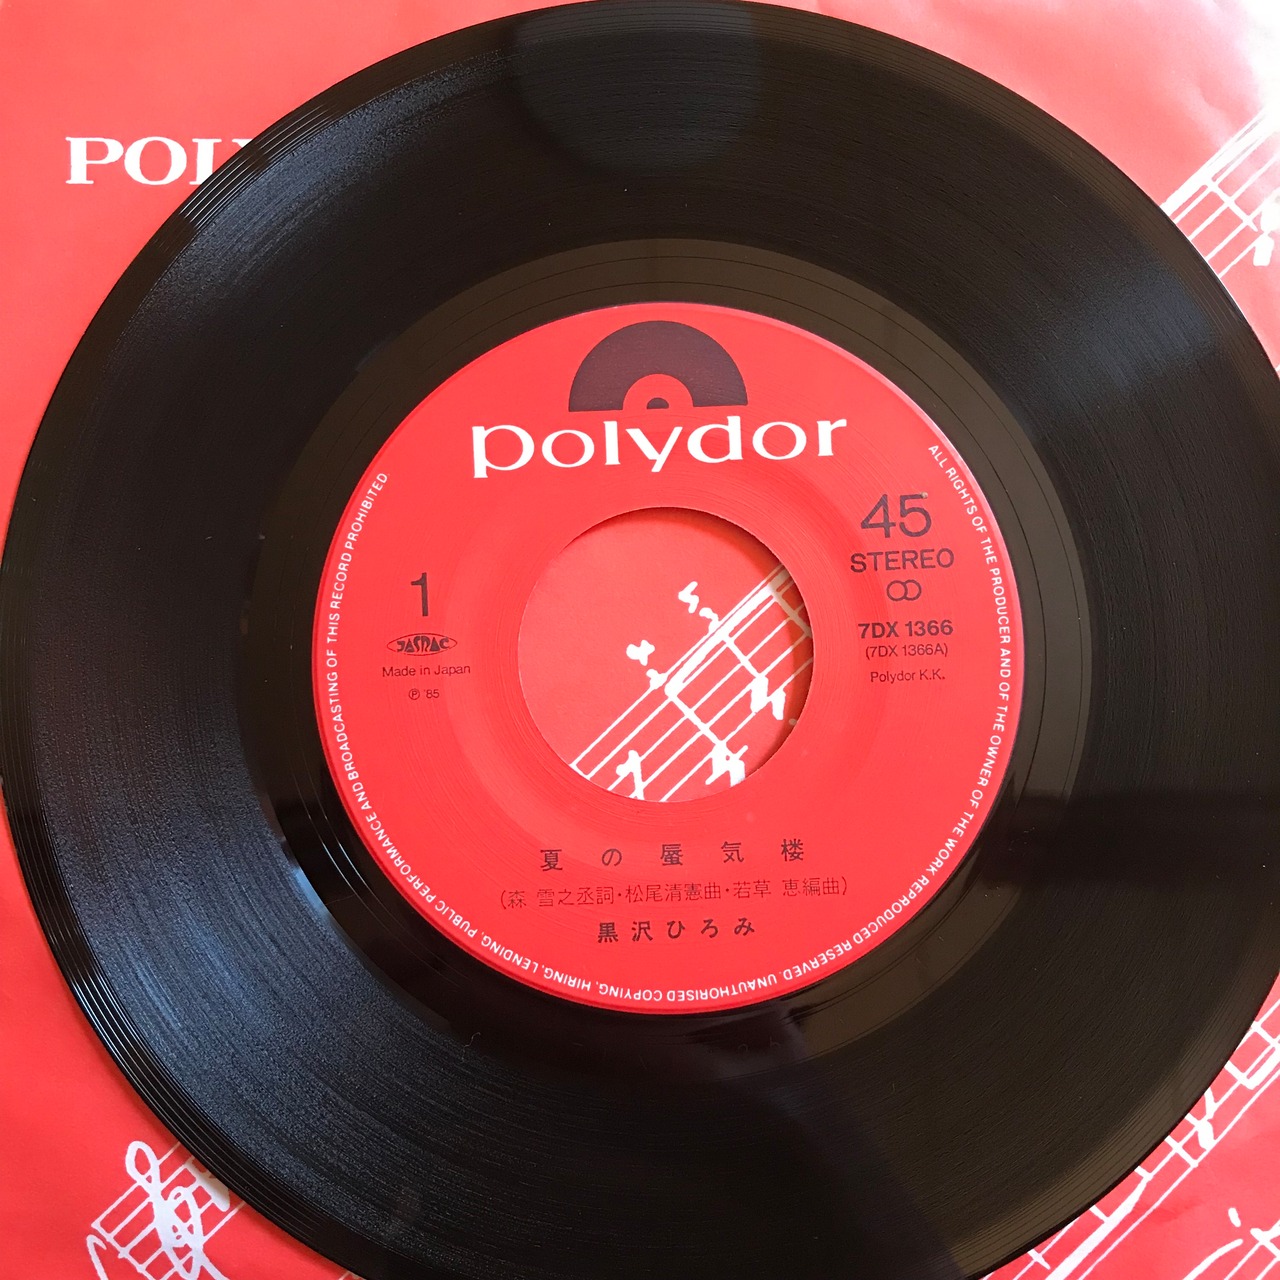 POLY
polydor
45
STEREO
1
JASRAC
7DX 1366
(7DX 1366A)
Made in Japan
Polydor K.K.
Ⓟ '85
夏の蜃気楼
(森 雪之丞詞・松尾清憲曲・若草 恵編曲)
黒沢ひろみ
ALL RIGHTS OF THE PRODUCER AND OF THE OWNER OF THE WORK REPRODUCED RESERVED. UNAUTHORISED COPYING, HIRING, LENDING, PUBLIC PERFORMANCE AND BROADCASTING OF THIS RECORD PROHIBITED